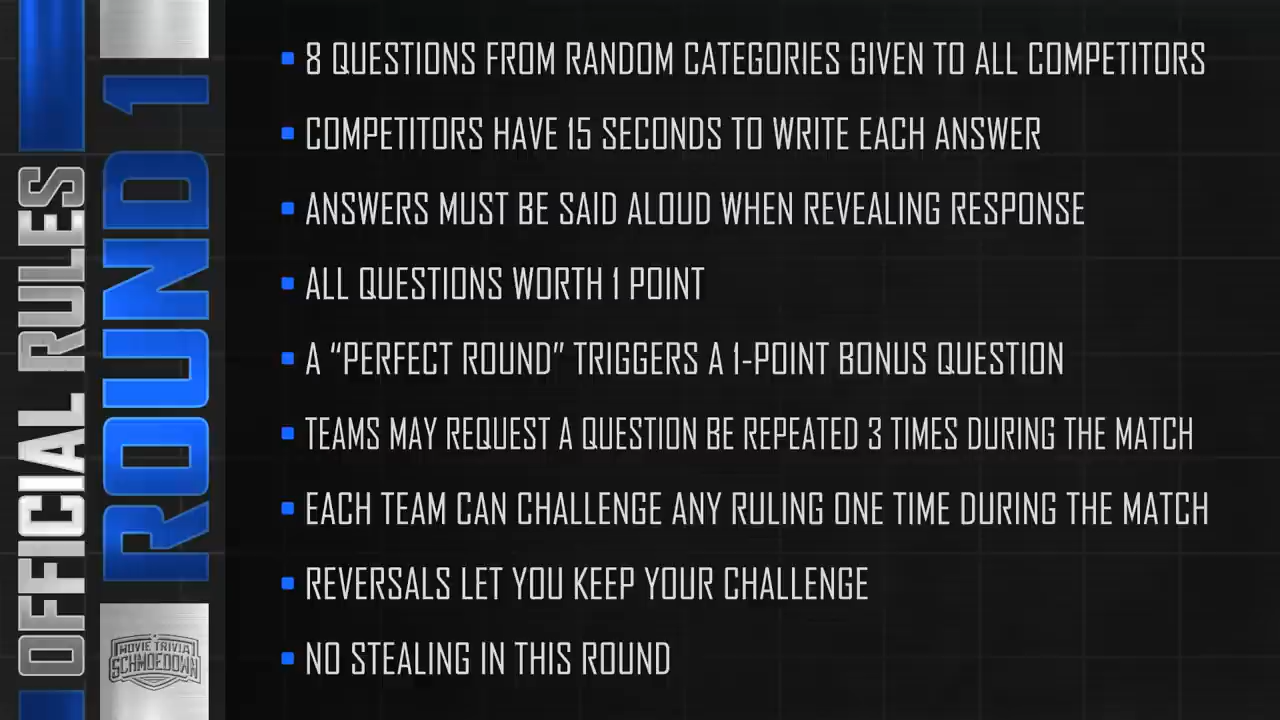 OFFICIAL RULES
ROUND 1
MOVIE TRIVIA
SCHMOEDOWN
8 QUESTIONS FROM RANDOM CATEGORIES GIVEN TO ALL COMPETITORS
COMPETITORS HAVE 15 SECONDS TO WRITE EACH ANSWER
ANSWERS MUST BE SAID ALOUD WHEN REVEALING RESPONSE
ALL QUESTIONS WORTH 1 POINT
A “PERFECT ROUND” TRIGGERS A 1-POINT BONUS QUESTION
TEAMS MAY REQUEST A QUESTION BE REPEATED 3 TIMES DURING THE MATCH
EACH TEAM CAN CHALLENGE ANY RULING ONE TIME DURING THE MATCH
REVERSALS LET YOU KEEP YOUR CHALLENGE
NO STEALING IN THIS ROUND